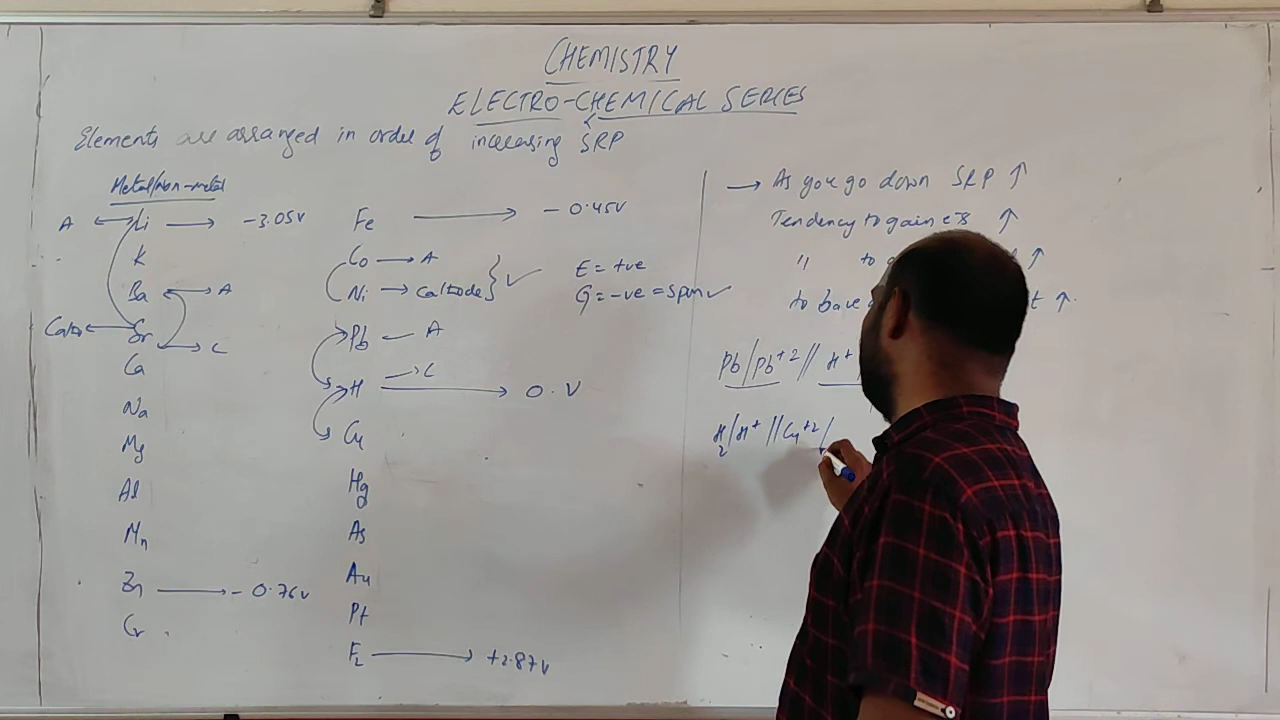 CHEMISTRY
ELECTRO-CHEMICAL SERIES
Elements are arranged in order of increasing SRP
Metal/non-metal
A ← Li → -3.05V
K
Ba → A
Sr → C
Ca
Na
Mg
Al
Mn
Zn → -0.76V
Cr
Fe → -0.45V
Co → A
Ni → Cathode
E = +ve
G = -ve = Spon ✓
Pb - A
H → C
→ 0.V
Cu
Hg
As
Au
Pt
F2 → +2.87V
→ As you go down SRP ↑
Tendency to gain e-s ↑
" to ↑
to ↑
Pb/Pb+2//H+
H2/H+//Cu+2/